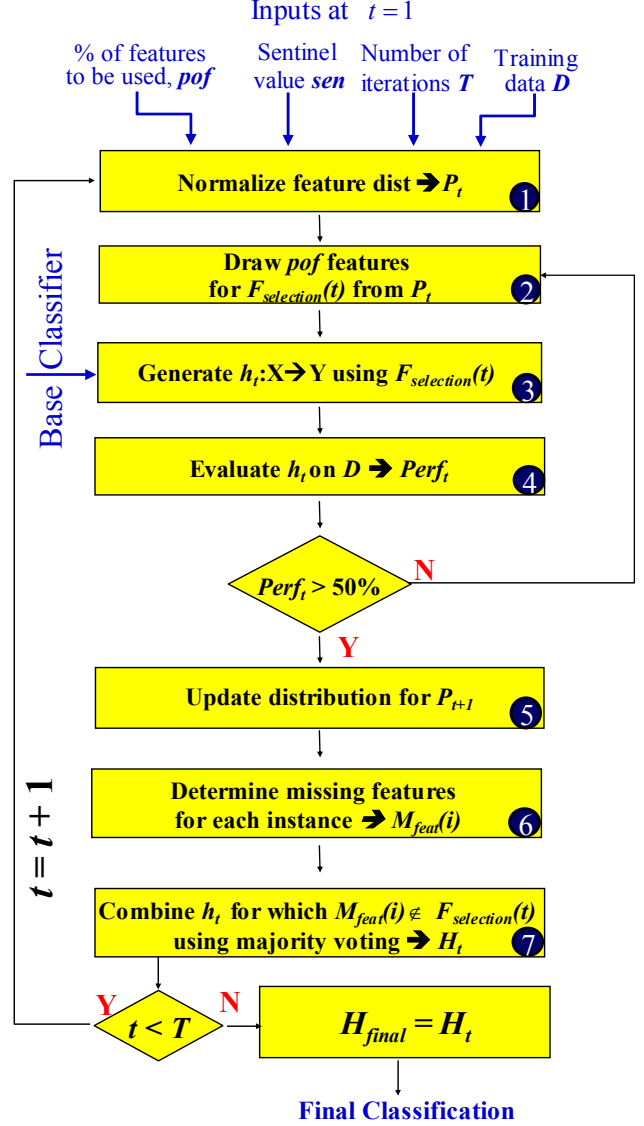 Inputs at t = 1
% of features
to be used, pof
Sentinel
value sen
Number of
iterations T
Training
data D
Normalize feature dist ➔ Pt
1
Draw pof features
for Fselection(t) from Pt
2
Base Classifier
Generate ht:X➔Y using Fselection(t)
3
Evaluate ht on D ➔ Perft
4
Perft > 50%
N
Y
Update distribution for Pt+1
5
Determine missing features
for each instance ➔ Mfeat(i)
6
t = t + 1
Combine ht for which Mfeat(i)∉ Fselection(t)
using majority voting ➔ Ht
7
Y
t < T
N
Hfinal = Ht
Final Classification